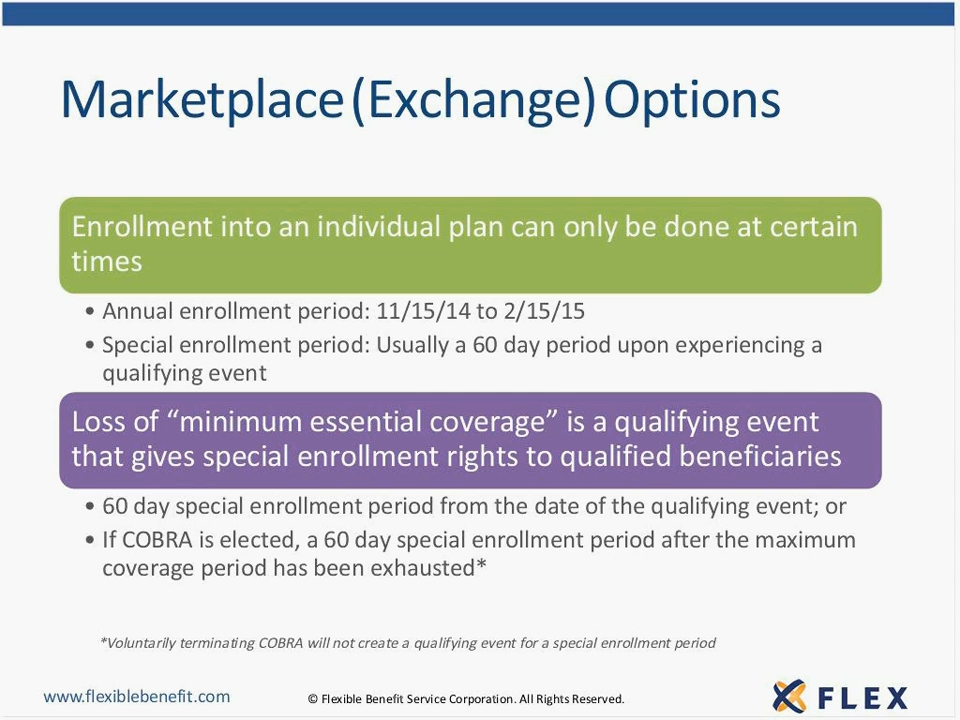 Marketplace (Exchange) Options
Enrollment into an individual plan can only be done at certain
times
• Annual enrollment period: 11/15/14 to 2/15/15
• Special enrollment period: Usually a 60 day period upon experiencing a
qualifying event
Loss of “minimum essential coverage” is a qualifying event
that gives special enrollment rights to qualified beneficiaries
• 60 day special enrollment period from the date of the qualifying event; or
• If COBRA is elected, a 60 day special enrollment period after the maximum
coverage period has been exhausted*
*Voluntarily terminating COBRA will not create a qualifying event for a special enrollment period
www.flexiblebenefit.com
© Flexible Benefit Service Corporation. All Rights Reserved.
FLEX